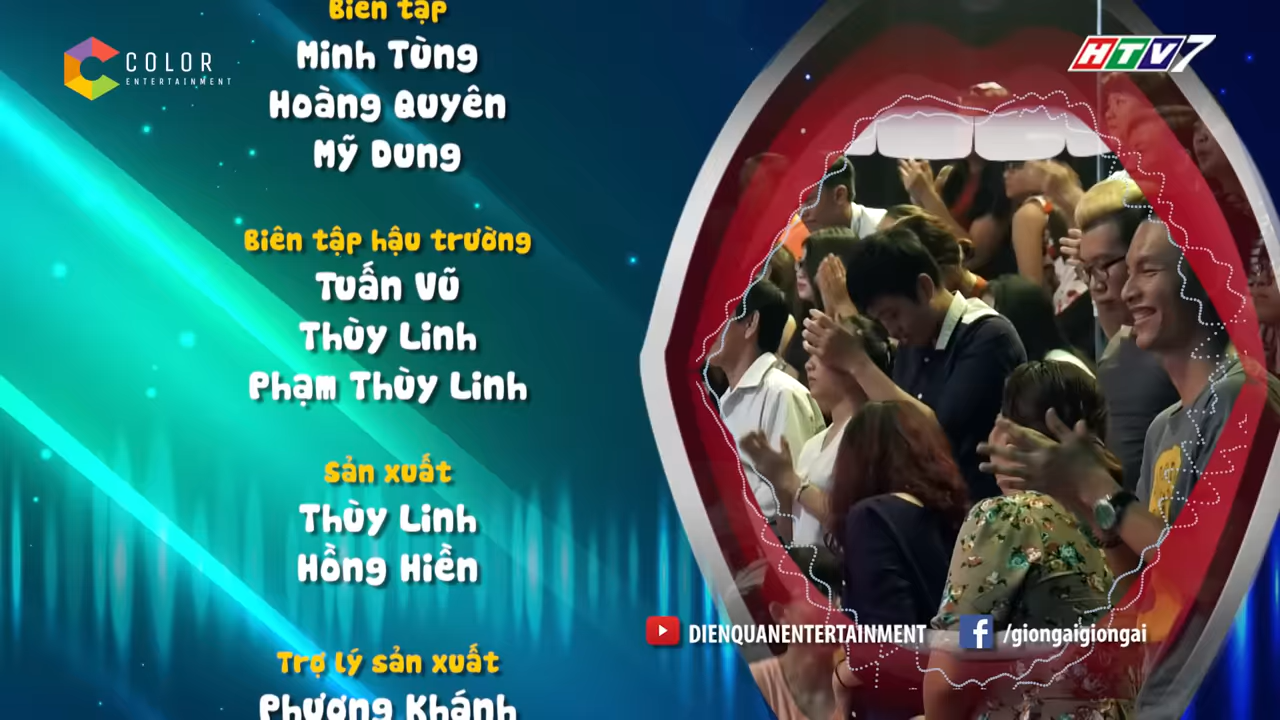 COLOR
ENTERTAINMENT
HTV7
Biên tập
Minh Tùng
Hoàng Quyên
Mỹ Dung
Biên tập hậu trường
Tuấn Vũ
Thùy Linh
Phạm Thùy Linh
Sản xuất
Thùy Linh
Hồng Hiền
Trợ lý sản xuất
Phương Khánh
DIENQUANENTERTAINMENT
/giongaigiongai